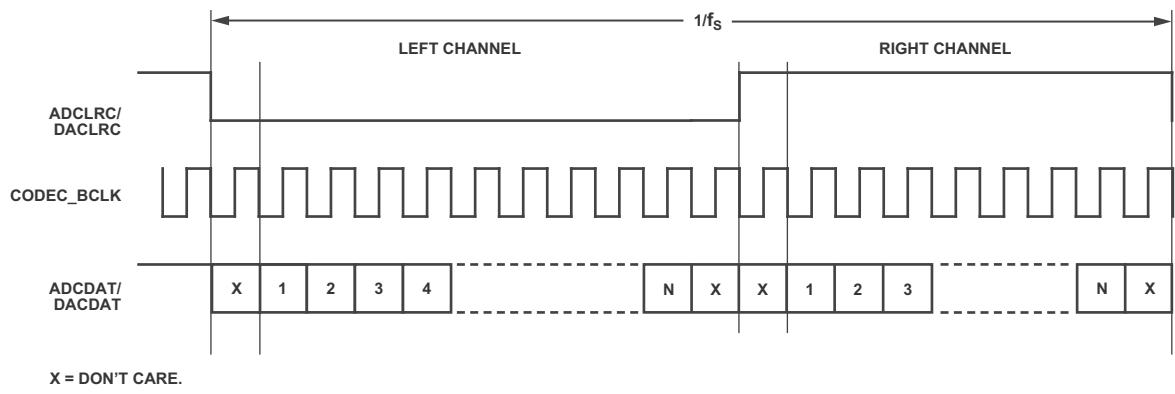 1/fS
LEFT CHANNEL
RIGHT CHANNEL
ADCLRC/
DACLRC
CODEC_BCLK
ADCDAT/
DACDAT
X 1 2 3 4 N X X 1 2 3 N X
X = DON'T CARE.